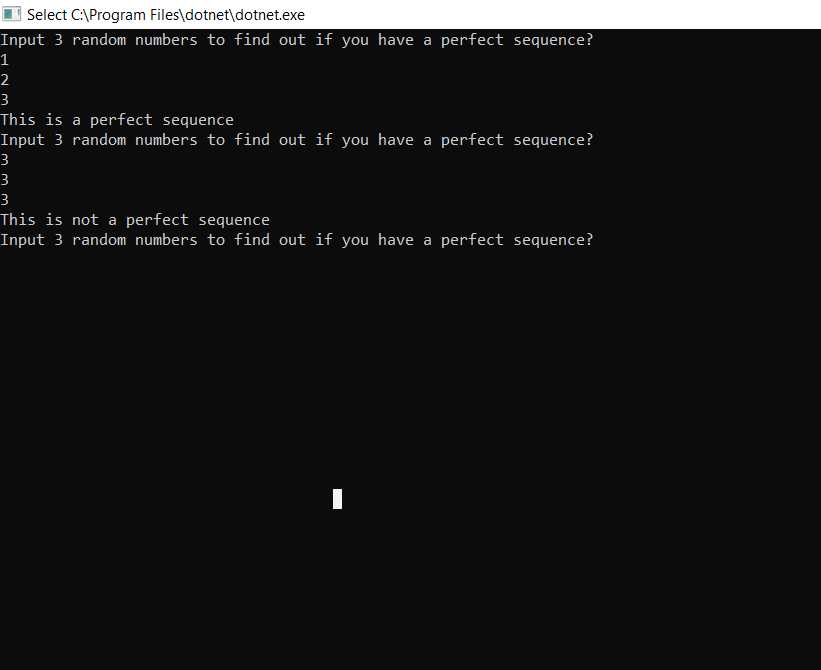 Select C:\Program Files\dotnet\dotnet.exe
Input 3 random numbers to find out if you have a perfect sequence?
1
2
3
This is a perfect sequence
Input 3 random numbers to find out if you have a perfect sequence?
3
3
3
This is not a perfect sequence
Input 3 random numbers to find out if you have a perfect sequence?